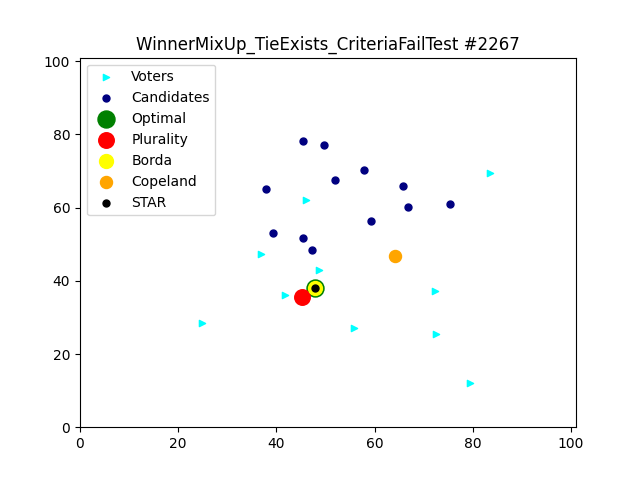 WinnerMixUp_TieExists_CriteriaFailTest #2267
Voters
Candidates
Optimal
Plurality
Borda
Copeland
STAR
100
80
60
40
20
0
0 20 40 60 80 100